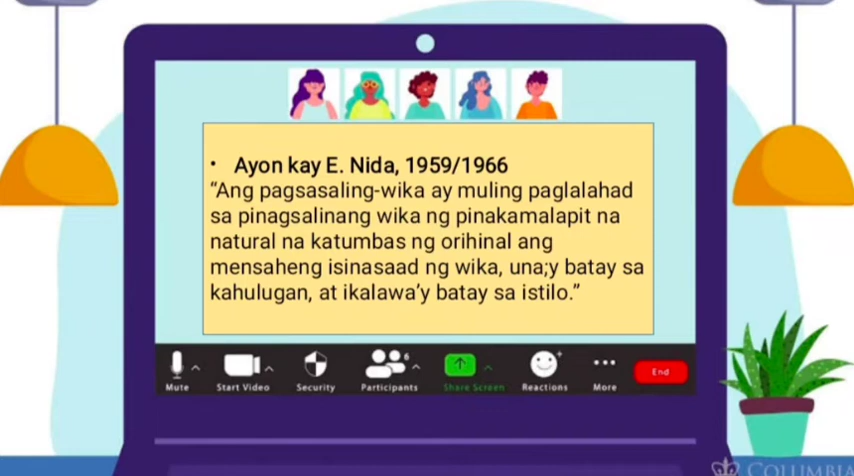 • Ayon kay E. Nida, 1959/1966
“Ang pagsasaling-wika ay muling paglalahad
sa pinagsalinang wika ng pinakamalapit na
natural na katumbas ng orihinal ang
mensaheng isinasaad ng wika, una;y batay sa
kahulugan, at ikalawa’y batay sa istilo.”
6
Mute Start Video Security Participants Share Screen Reactions More End
COLUMBIA